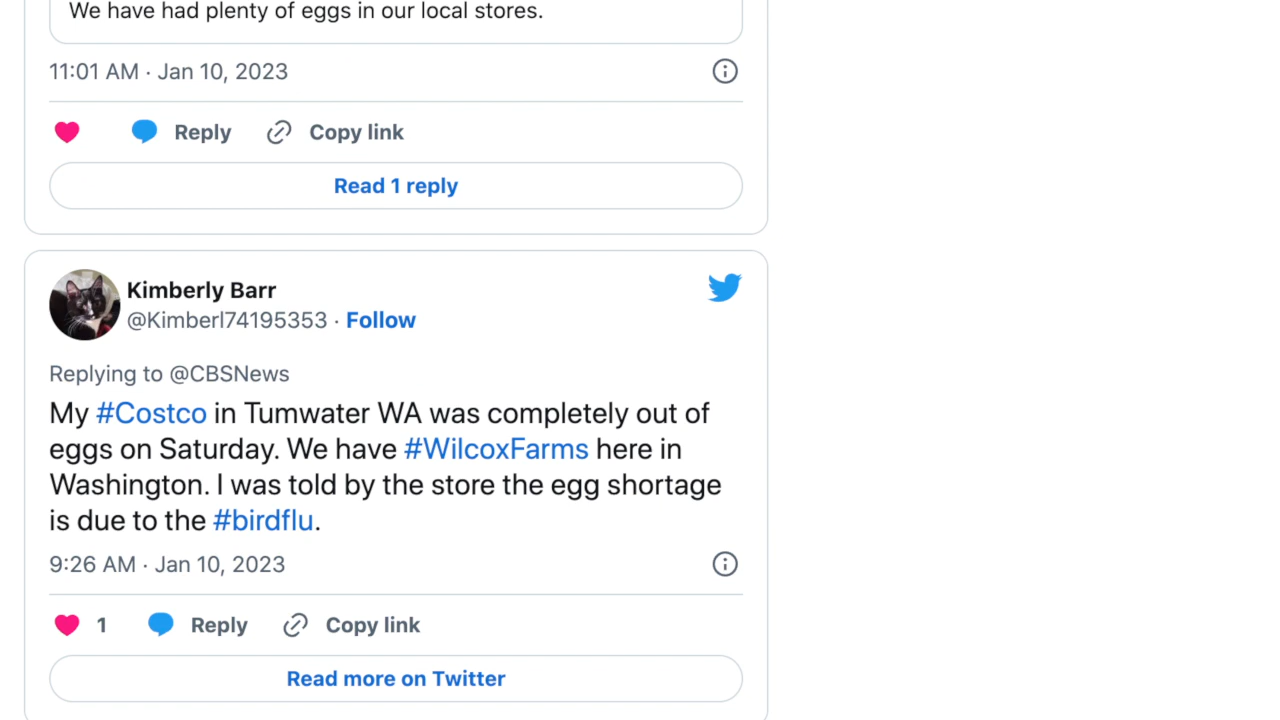 We have had plenty of eggs in our local stores.
11:01 AM · Jan 10, 2023
Reply Copy link
Read 1 reply
Kimberly Barr
@Kimberl74195353 · Follow
Replying to @CBSNews
My #Costco in Tumwater WA was completely out of
eggs on Saturday. We have #WilcoxFarms here in
Washington. I was told by the store the egg shortage
is due to the #birdflu.
9:26 AM · Jan 10, 2023
1 Reply Copy link
Read more on Twitter